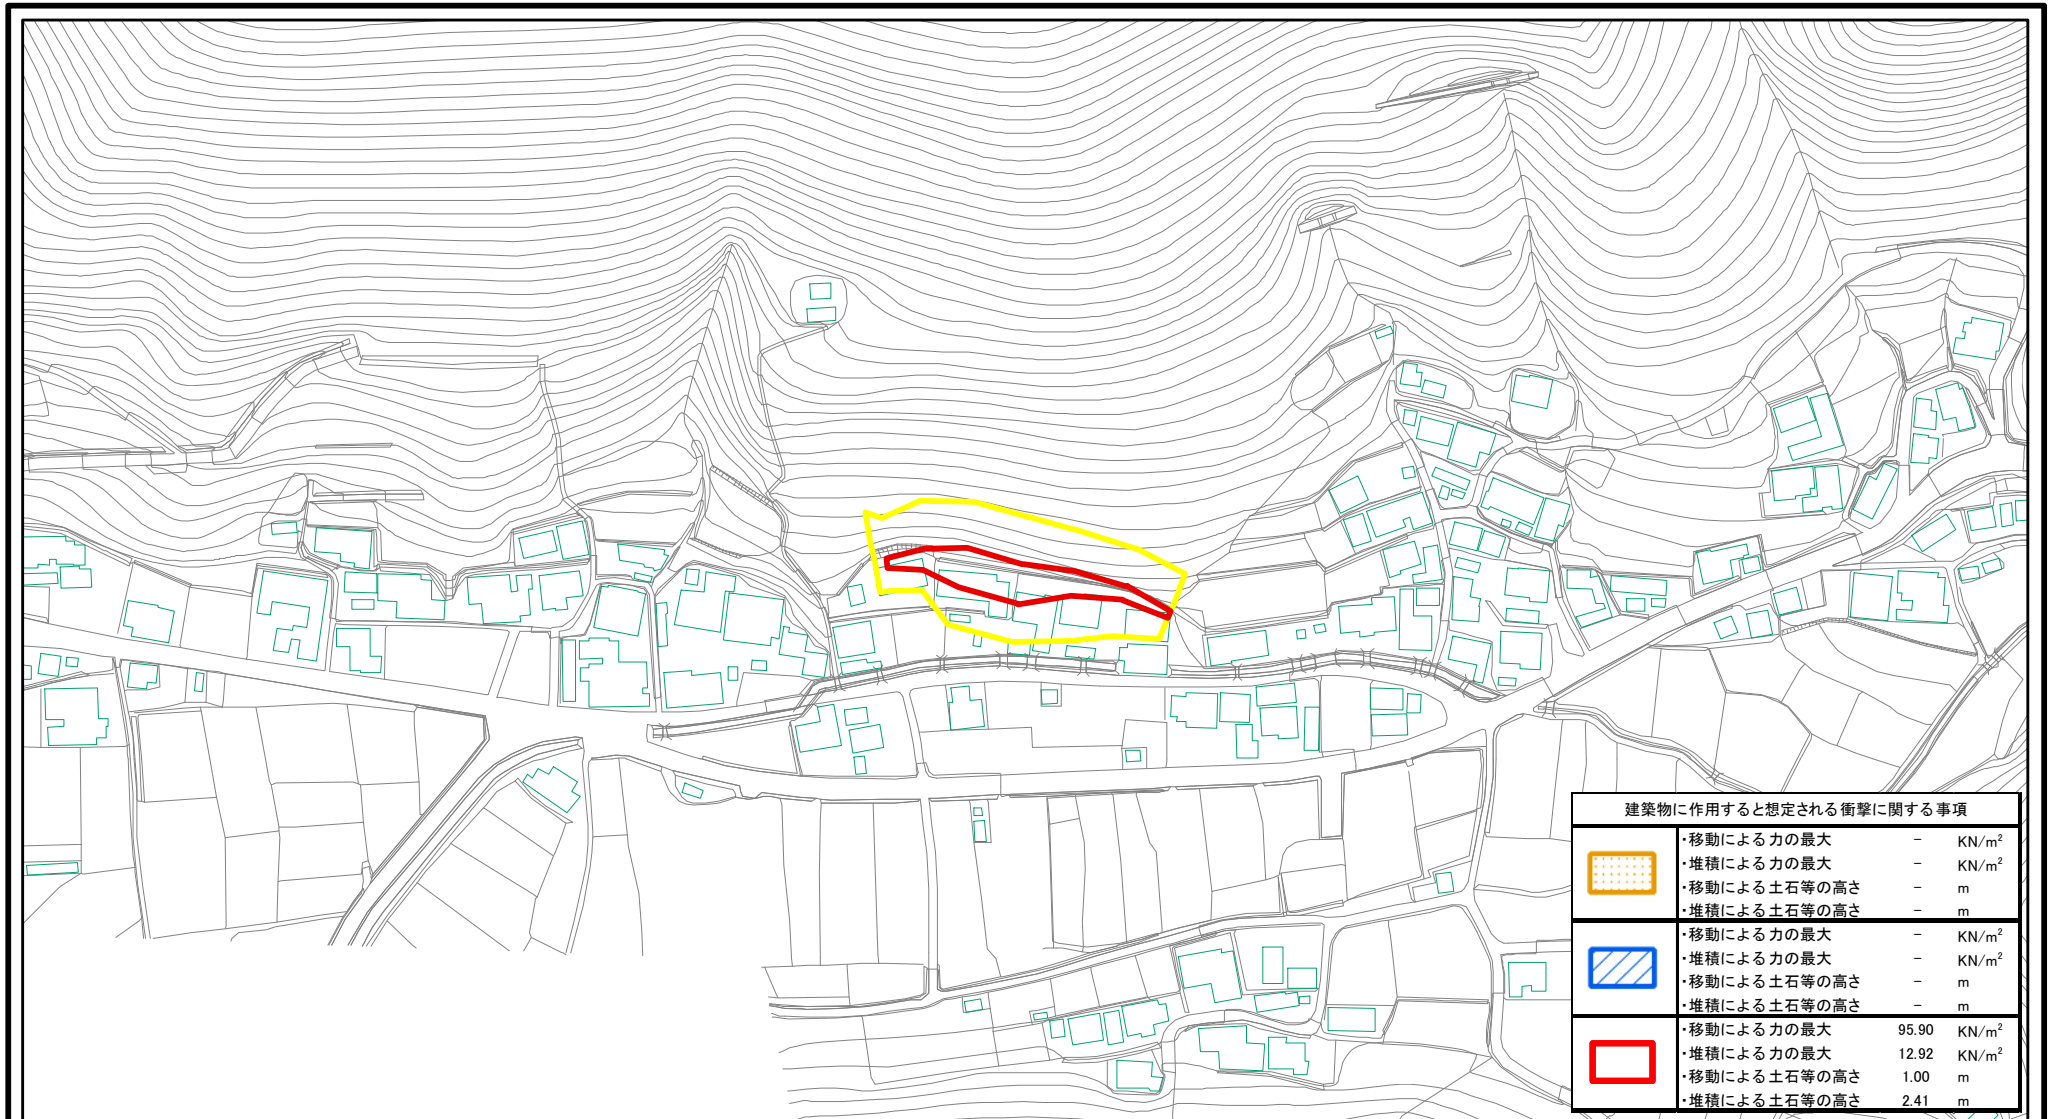 建築物に作用すると想定される衝撃に関する事項
・移動による力の最大 - KN/m²
・堆積による力の最大 - KN/m²
・移動による土石等の高さ - m
・堆積による土石等の高さ - m
・移動による力の最大 - KN/m²
・堆積による力の最大 - KN/m²
・移動による土石等の高さ - m
・堆積による土石等の高さ - m
・移動による力の最大 95.90 KN/m²
・堆積による力の最大 12.92 KN/m²
・移動による土石等の高さ 1.00 m
・堆積による土石等の高さ 2.41 m